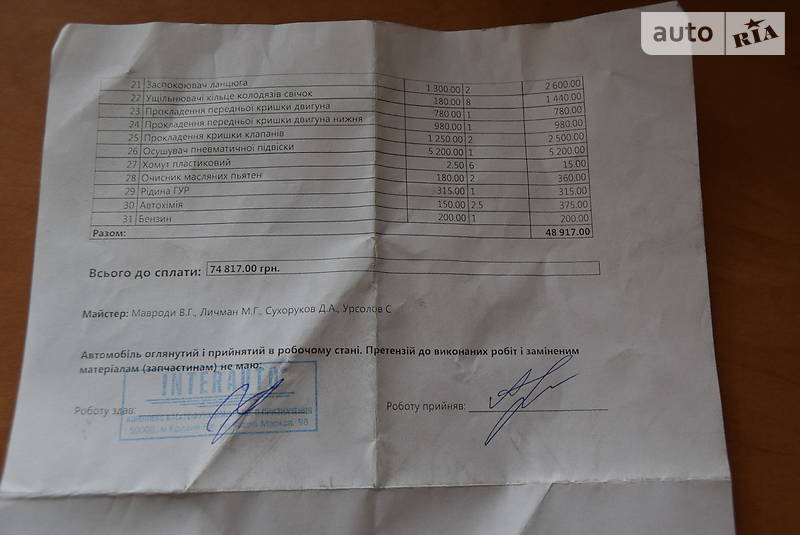 auto RIA
21 Заспокоювач ланцюга 1 300.00 2 2 600.00
22 Ущільнювачі кільце колодязів свічок 180.00 8 1 440.00
23 Прокладення передньої кришки двигуна 780.00 1 780.00
24 Прокладення передньої кришки двигуна нижня 980.00 1 980.00
25 Прокладення кришки клапанів 1 250.00 2 2 500.00
26 Осушувач пневматичної підвіски 5 200.00 1 5 200.00
27 Хомут пластиковий 2.50 6 15.00
28 Очисник масляних пьятен 180.00 2 360.00
29 Рідина ГУР 315.00 1 315.00
30 Автохімія 150.00 2.5 375.00
31 Бензин 200.00 1 200.00
Разом: 48 917.00
Всього до сплати: 74 817.00 грн.
Майстер: Мавроди В.Г., Личман М.Г., Сухоруков Д.А., Урсолов С
Автомобіль оглянутий і прийнятий в робочому стані. Претензій до виконаних робіт і заміненим
матеріалам (запчастинам) не маю:
INTERAUTO
Роботу здав: Роботу прийняв:
50000, м 98